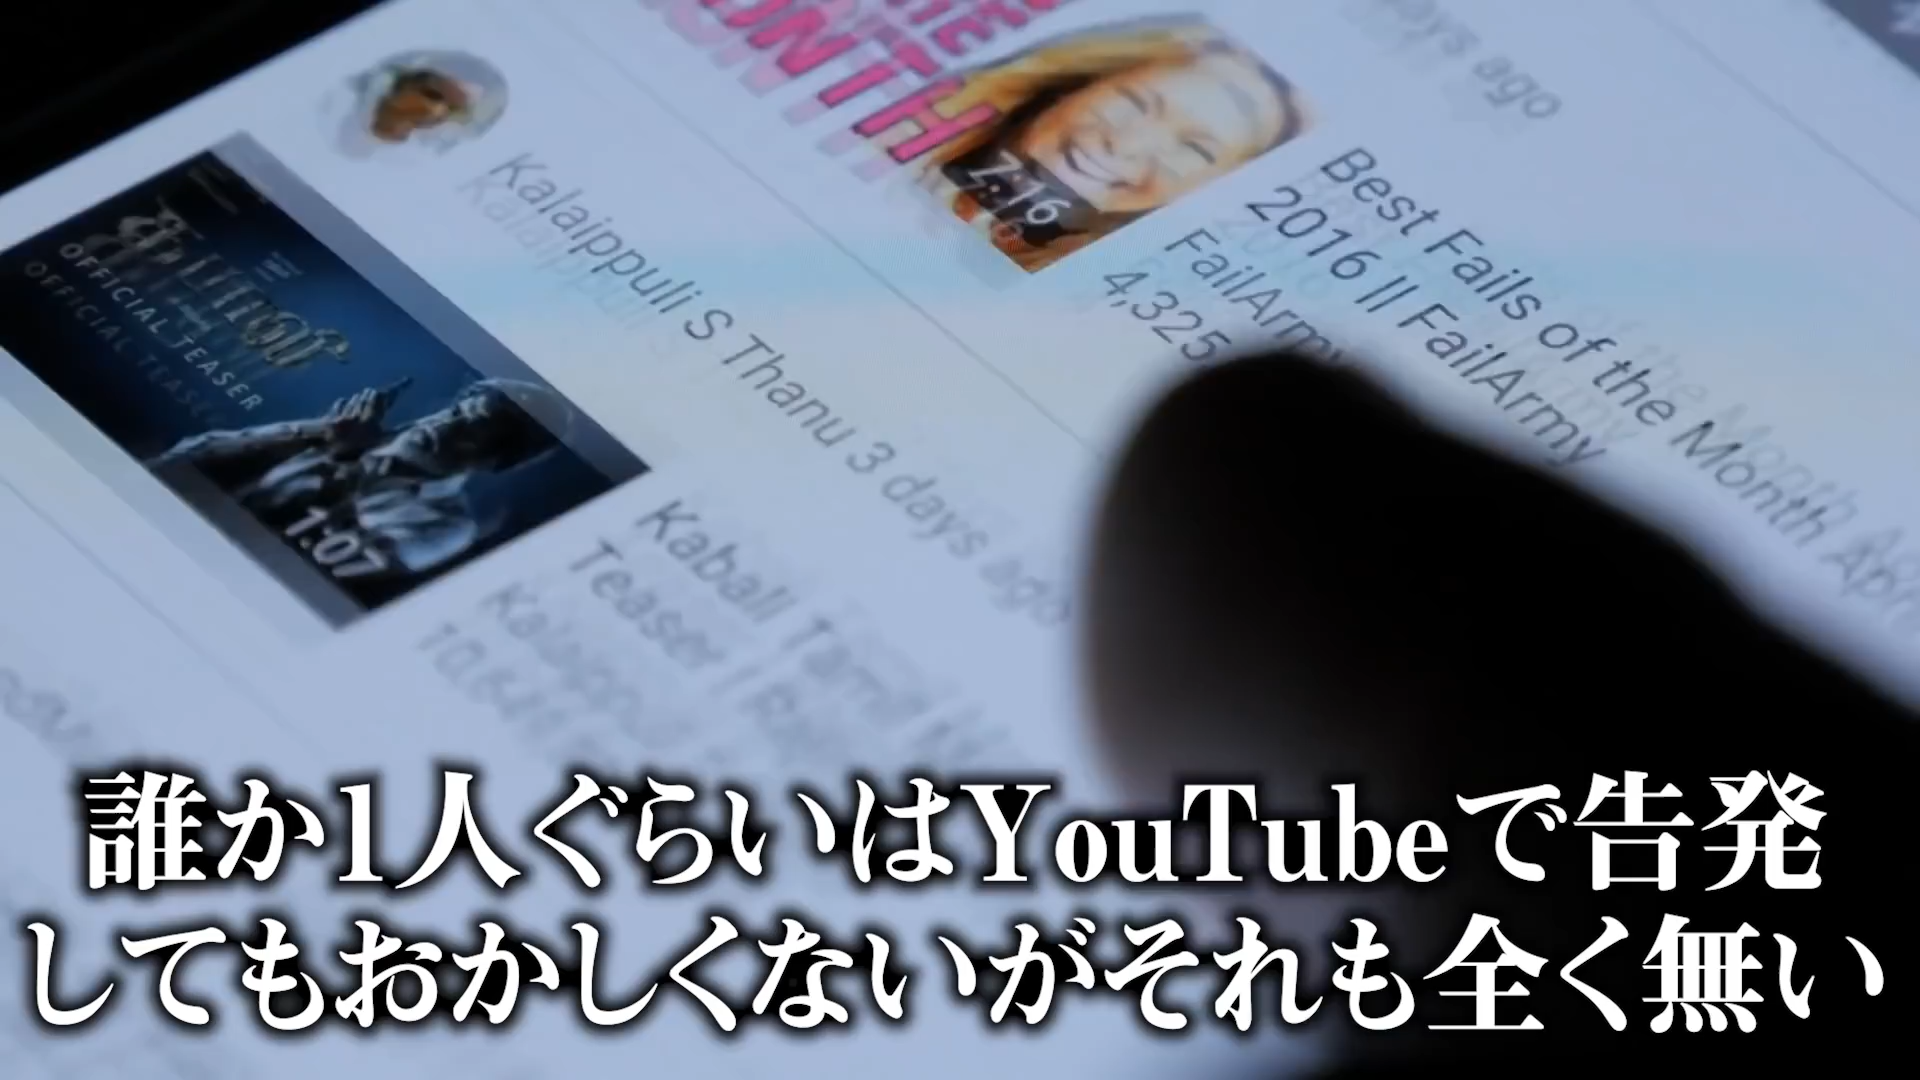 days ago
MONTH
7:16
Best Fails of the Month
2016 || FailArmy
FailArmy
4,325
Kalaippuli S Thanu 3 days ago
OFFICIAL TEASER
1:07
Kabali Tamil
Teaser |
誰か1人ぐらいはYouTubeで告発
してもおかしくないがそれも全く無い